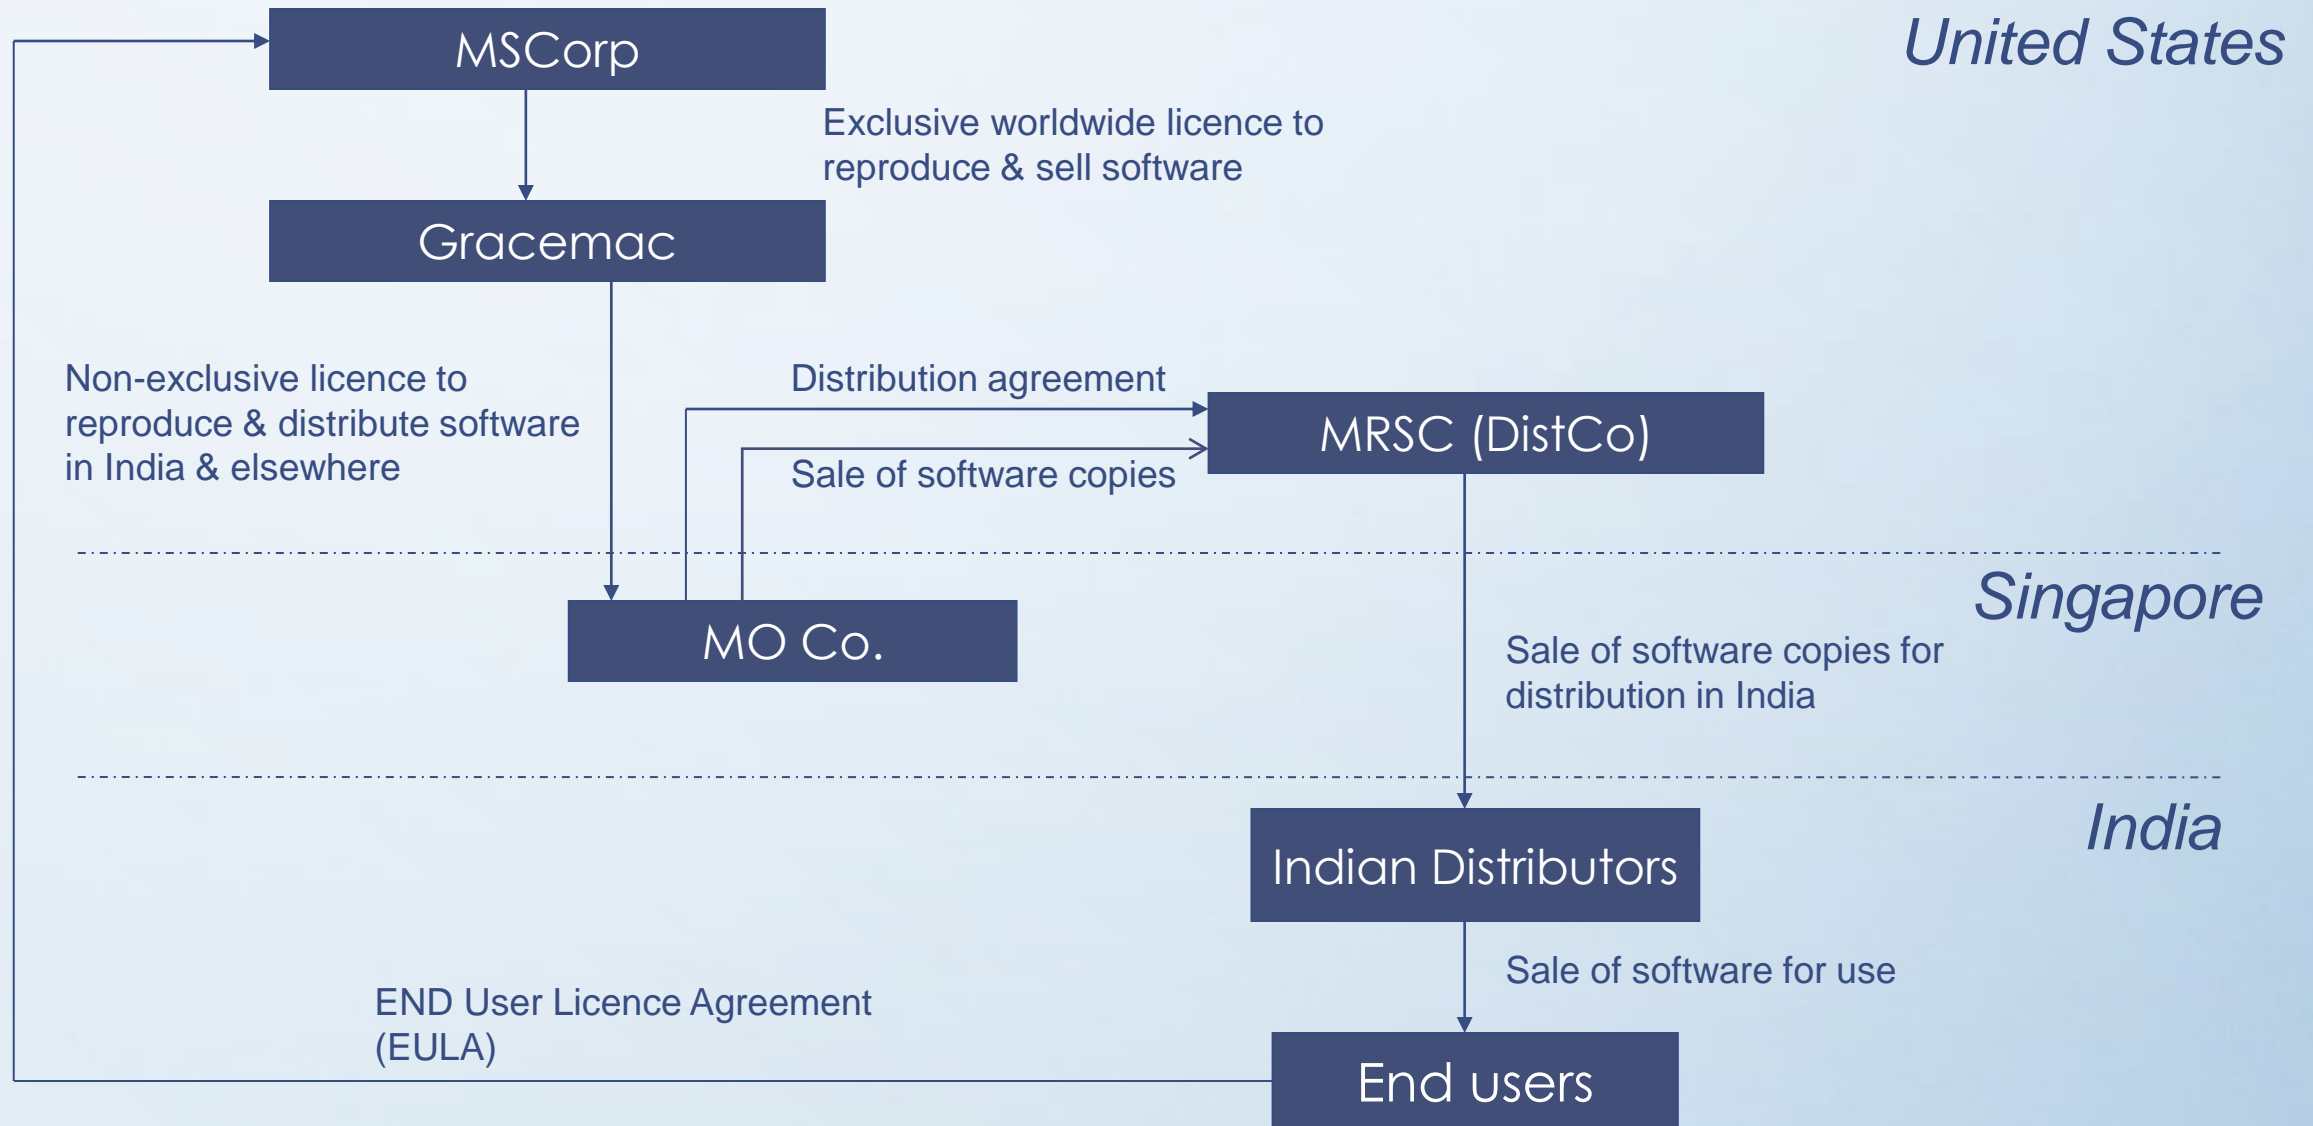 United States
MSCorp
Exclusive worldwide licence to
reproduce & sell software
Gracemac
Non-exclusive licence to
reproduce & distribute software
in India & elsewhere
Distribution agreement
MRSC (DistCo)
Sale of software copies
Singapore
MO Co.
Sale of software copies for
distribution in India
India
Indian Distributors
Sale of software for use
END User Licence Agreement
(EULA)
End users